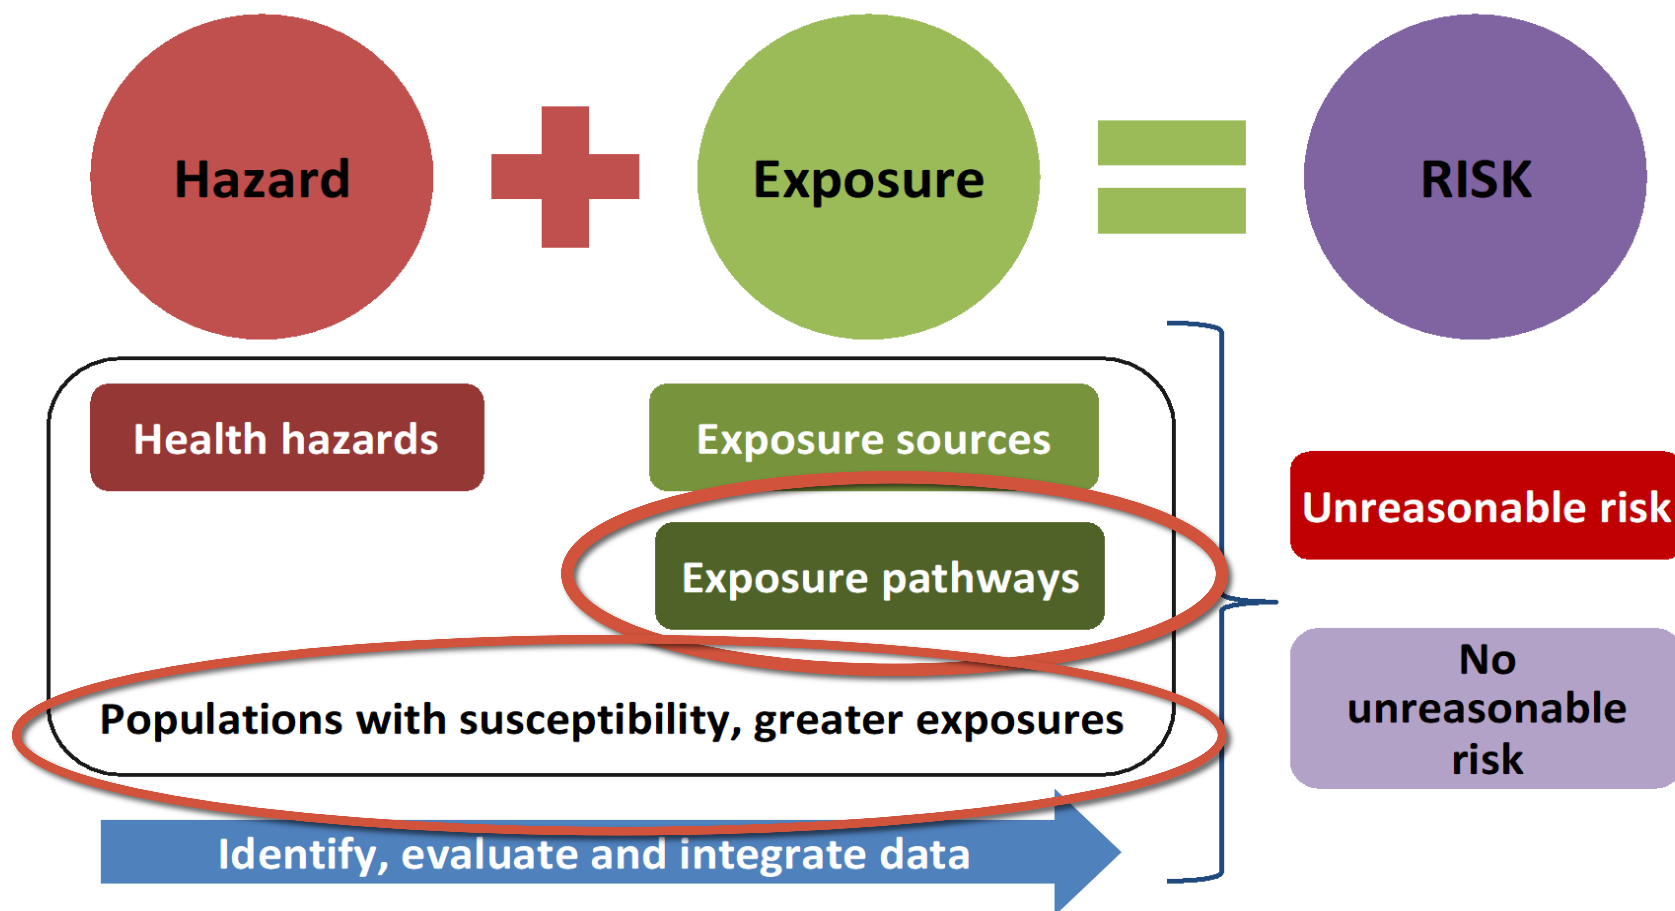 Hazard
Exposure
RISK
Health hazards
Exposure sources
Exposure pathways
Populations with susceptibility, greater exposures
Identify, evaluate and integrate data
Unreasonable risk
No
unreasonable
risk